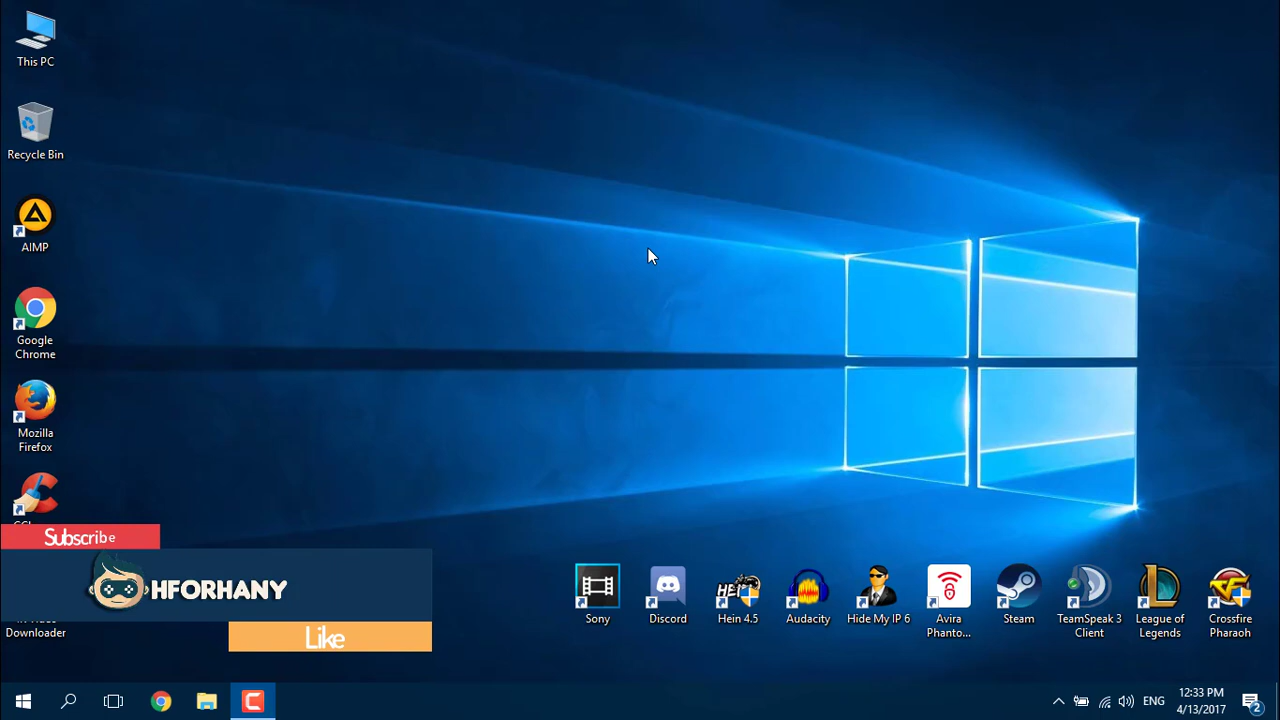 This PC
Recycle Bin
AIMP
Google
Chrome
Mozilla
Firefox
Subscribe
HFORHANY
Downloader
Like
Sony
Discord
Hein 4.5
Audacity
Hide My IP 6
Avira
Phanto...
Steam
TeamSpeak 3
Client
League of
Legends
Crossfire
Pharaoh
ENG
12:33 PM
4/13/2017
2